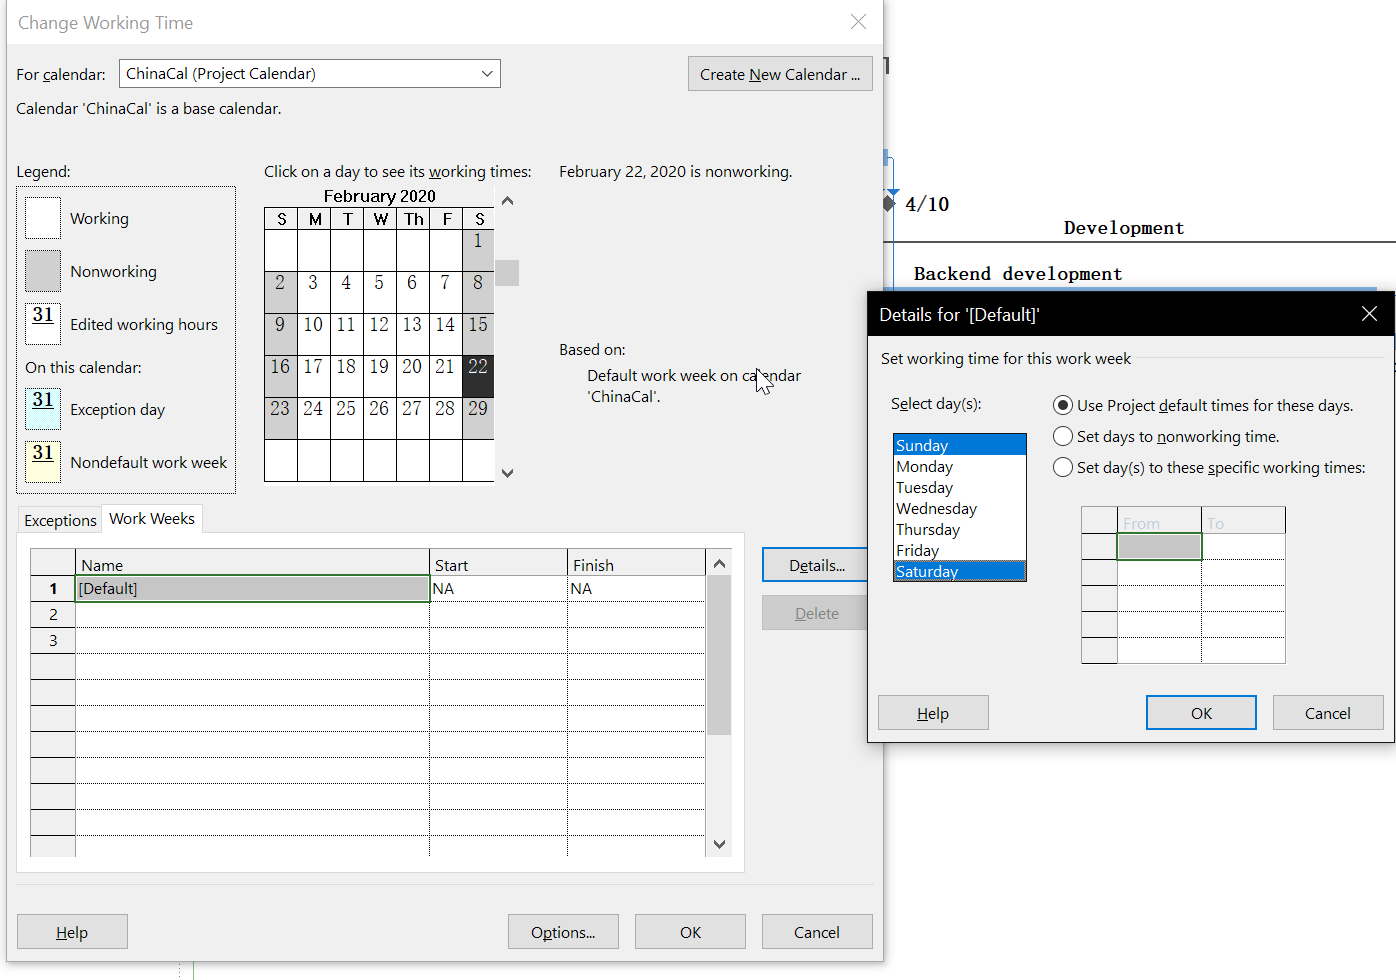 Change Working Time
For calendar: ChinaCal (Project Calendar)
Create New Calendar ...
Calendar 'ChinaCal' is a base calendar.
Legend:
Working
Nonworking
31 Edited working hours
On this calendar:
31 Exception day
31 Nondefault work week
Click on a day to see its working times:
February 2020
S M T W Th F S
1
2 3 4 5 6 7 8
9 10 11 12 13 14 15
16 17 18 19 20 21 22
23 24 25 26 27 28 29
February 22, 2020 is nonworking.
Based on:
Default work week on calendar
'ChinaCal'.
Exceptions Work Weeks
Name Start Finish
1 [Default] NA NA
2
3
Details...
Delete
Help Options... OK Cancel
4/10
Development
Backend development
Details for '[Default]'
Set working time for this work week
Select day(s):
Sunday
Monday
Tuesday
Wednesday
Thursday
Friday
Saturday
Use Project default times for these days.
Set days to nonworking time.
Set day(s) to these specific working times:
From To
Help OK Cancel